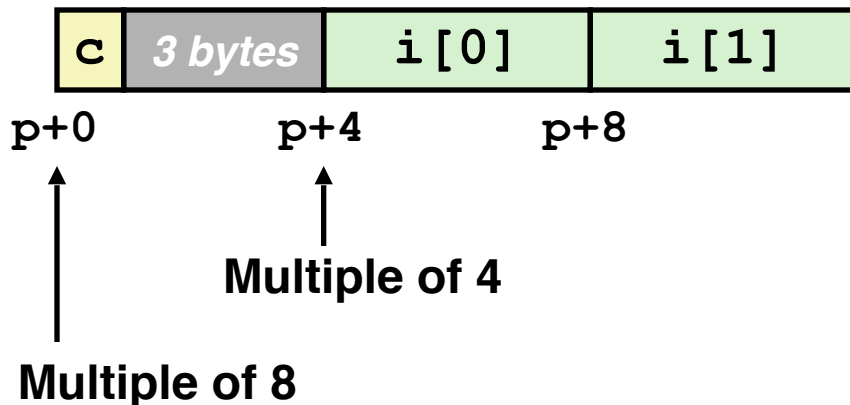 c 3 bytes i[0] i[1]
p+0 p+4 p+8
Multiple of 4
Multiple of 8